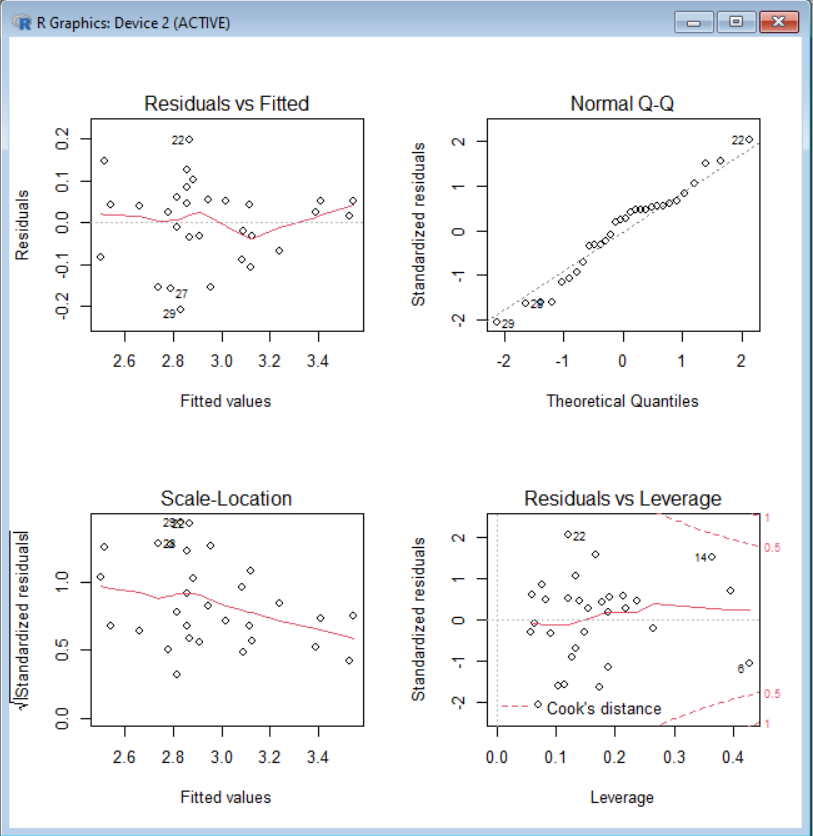 R Graphics: Device 2 (ACTIVE)
Residuals vs Fitted
Residuals
0.2
0.1
0.0
-0.1
-0.2
22
27
29
2.6 2.8 3.0 3.2 3.4
Fitted values
Normal Q-Q
Standardized residuals
2
1
0
-1
-2
22
29
-2 -1 0 1 2
Theoretical Quantiles
Scale-Location
√|Standardized residuals|
1.0
0.5
0.0
22
2.6 2.8 3.0 3.2 3.4
Fitted values
Residuals vs Leverage
Standardized residuals
2
1
0
-1
-2
22
14
6
1
0.5
0.5
1
Cook's distance
0.0 0.1 0.2 0.3 0.4
Leverage